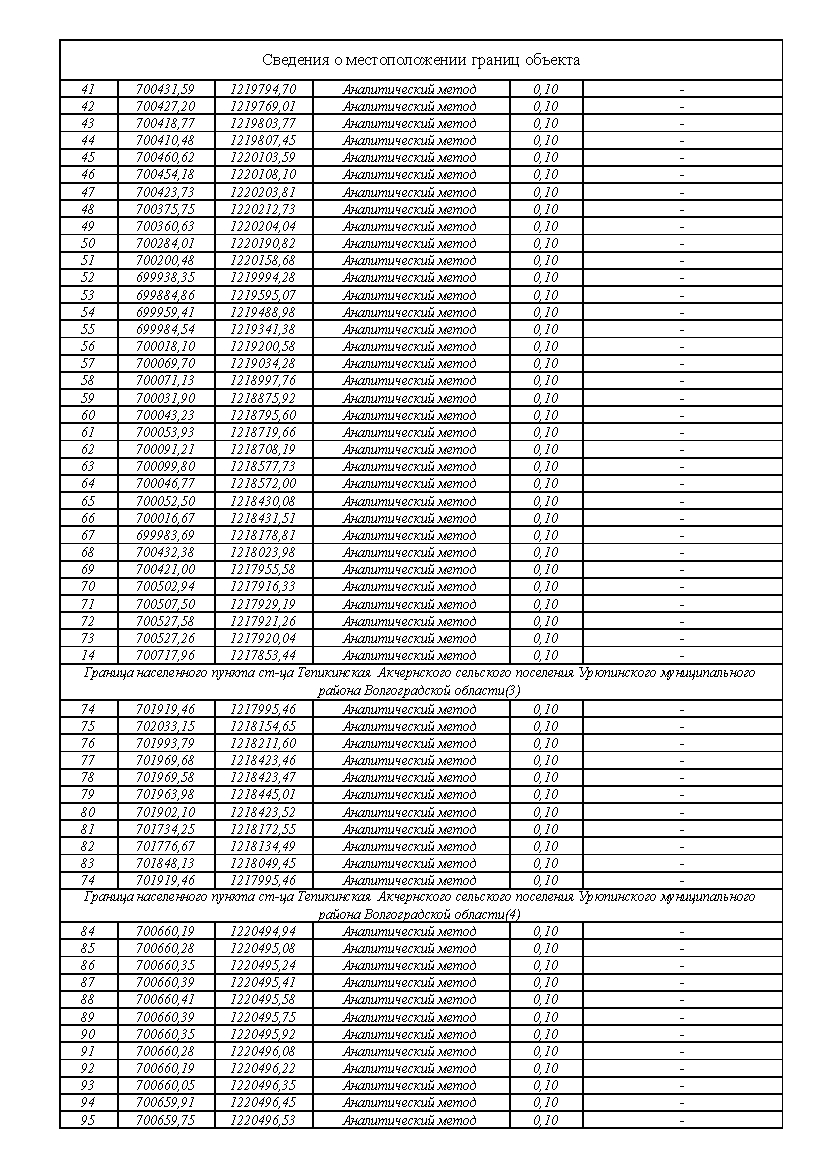 Сведения о местоположении границ объекта
41 700431,59 1219794,70 Аналитический метод 0,10 -
42 700427,20 1219769,01 Аналитический метод 0,10 -
43 700418,77 1219803,77 Аналитический метод 0,10 -
44 700410,48 1219807,45 Аналитический метод 0,10 -
45 700460,62 1220103,59 Аналитический метод 0,10 -
46 700454,18 1220108,10 Аналитический метод 0,10 -
47 700423,73 1220203,81 Аналитический метод 0,10 -
48 700375,75 1220212,73 Аналитический метод 0,10 -
49 700360,63 1220204,04 Аналитический метод 0,10 -
50 700284,01 1220190,82 Аналитический метод 0,10 -
51 700200,48 1220158,68 Аналитический метод 0,10 -
52 699938,35 1219994,28 Аналитический метод 0,10 -
53 699884,86 1219595,07 Аналитический метод 0,10 -
54 699959,41 1219488,98 Аналитический метод 0,10 -
55 699984,54 1219341,38 Аналитический метод 0,10 -
56 700018,10 1219200,58 Аналитический метод 0,10 -
57 700069,70 1219034,28 Аналитический метод 0,10 -
58 700071,13 1218997,76 Аналитический метод 0,10 -
59 700031,90 1218875,92 Аналитический метод 0,10 -
60 700043,23 1218795,60 Аналитический метод 0,10 -
61 700053,93 1218719,66 Аналитический метод 0,10 -
62 700091,21 1218708,19 Аналитический метод 0,10 -
63 700099,80 1218577,73 Аналитический метод 0,10 -
64 700046,77 1218572,00 Аналитический метод 0,10 -
65 700052,50 1218430,08 Аналитический метод 0,10 -
66 700016,67 1218431,51 Аналитический метод 0,10 -
67 699983,69 1218178,81 Аналитический метод 0,10 -
68 700432,38 1218023,98 Аналитический метод 0,10 -
69 700421,00 1217955,58 Аналитический метод 0,10 -
70 700502,94 1217916,33 Аналитический метод 0,10 -
71 700507,50 1217929,19 Аналитический метод 0,10 -
72 700527,58 1217921,26 Аналитический метод 0,10 -
73 700527,26 1217920,04 Аналитический метод 0,10 -
14 700717,96 1217853,44 Аналитический метод 0,10 -
Граница населенного пункта ст-ца Тепикинская Акчернского сельского поселения Урюпинского муниципального
района Волгоградской области(3)
74 701919,46 1217995,46 Аналитический метод 0,10 -
75 702033,15 1218154,65 Аналитический метод 0,10 -
76 701993,79 1218211,60 Аналитический метод 0,10 -
77 701969,68 1218423,46 Аналитический метод 0,10 -
78 701969,58 1218423,47 Аналитический метод 0,10 -
79 701963,98 1218445,01 Аналитический метод 0,10 -
80 701902,10 1218423,52 Аналитический метод 0,10 -
81 701734,25 1218172,55 Аналитический метод 0,10 -
82 701776,67 1218134,49 Аналитический метод 0,10 -
83 701848,13 1218049,45 Аналитический метод 0,10 -
74 701919,46 1217995,46 Аналитический метод 0,10 -
Граница населенного пункта ст-ца Тепикинская Акчернского сельского поселения Урюпинского муниципального
района Волгоградской области(4)
84 700660,19 1220494,94 Аналитический метод 0,10 -
85 700660,28 1220495,08 Аналитический метод 0,10 -
86 700660,35 1220495,24 Аналитический метод 0,10 -
87 700660,39 1220495,41 Аналитический метод 0,10 -
88 700660,41 1220495,58 Аналитический метод 0,10 -
89 700660,39 1220495,75 Аналитический метод 0,10 -
90 700660,35 1220495,92 Аналитический метод 0,10 -
91 700660,28 1220496,08 Аналитический метод 0,10 -
92 700660,19 1220496,22 Аналитический метод 0,10 -
93 700660,05 1220496,35 Аналитический метод 0,10 -
94 700659,91 1220496,45 Аналитический метод 0,10 -
95 700659,75 1220496,53 Аналитический метод 0,10 -